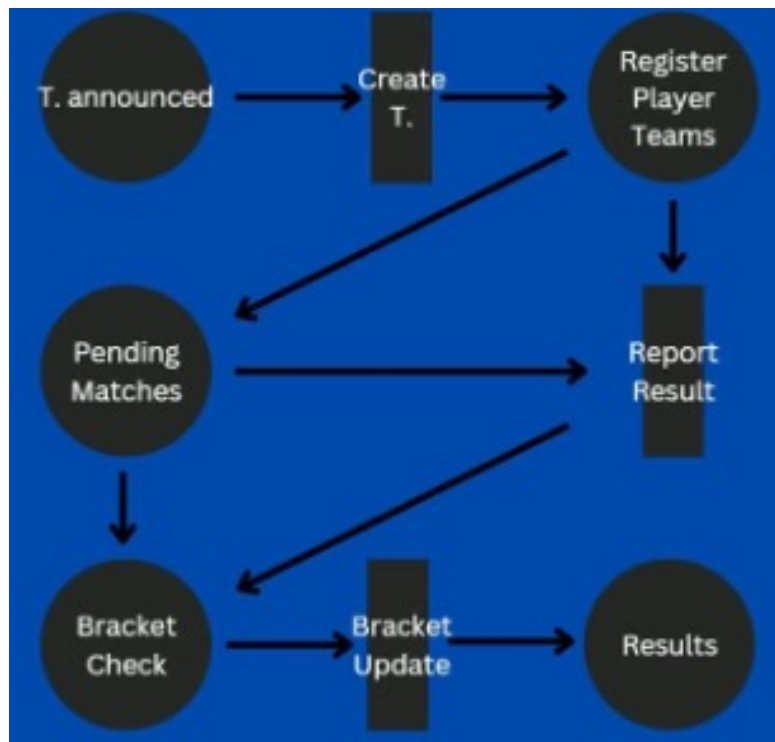 T. announced
Create
T.
Register
Player
Teams
Pending
Matches
Report
Result
Bracket
Check
Bracket
Update
Results